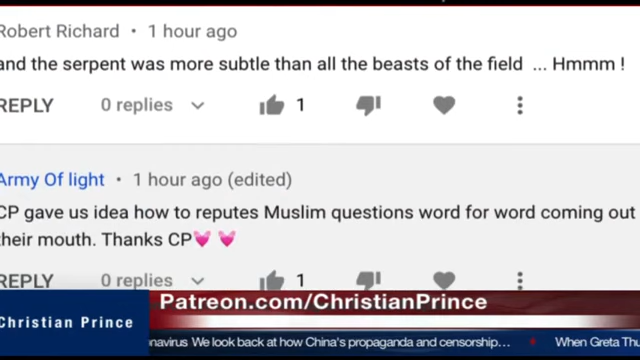 Robert Richard • 1 hour ago
and the serpent was more subtle than all the beasts of the field ... Hmmm !
REPLY 0 replies 1
Army Of light • 1 hour ago (edited)
CP gave us idea how to reputes Muslim questions word for word coming out
their mouth. Thanks CP
REPLY 0 replies 1
Patreon.com/ChristianPrince
Christian Prince
navirus We look back at how China's propaganda and censorship... • When Greta Thu